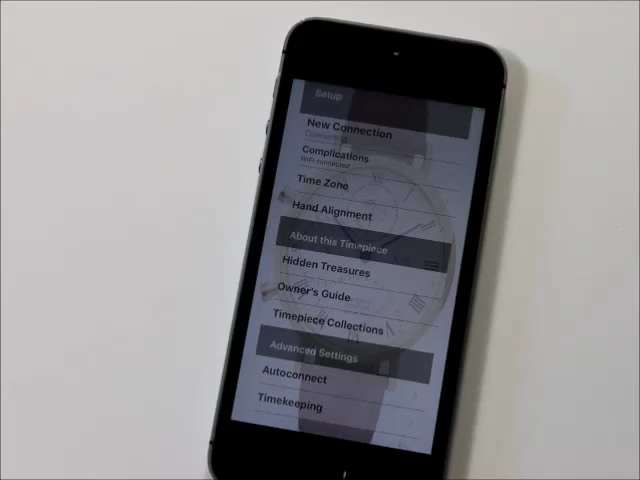 Setup
New Connection
Complications
WiFi connected
Time Zone
Hand Alignment
About this Timepiece
Hidden Treasures
Owner's Guide
Timepiece Collections
Advanced Settings
Autoconnect
Timekeeping